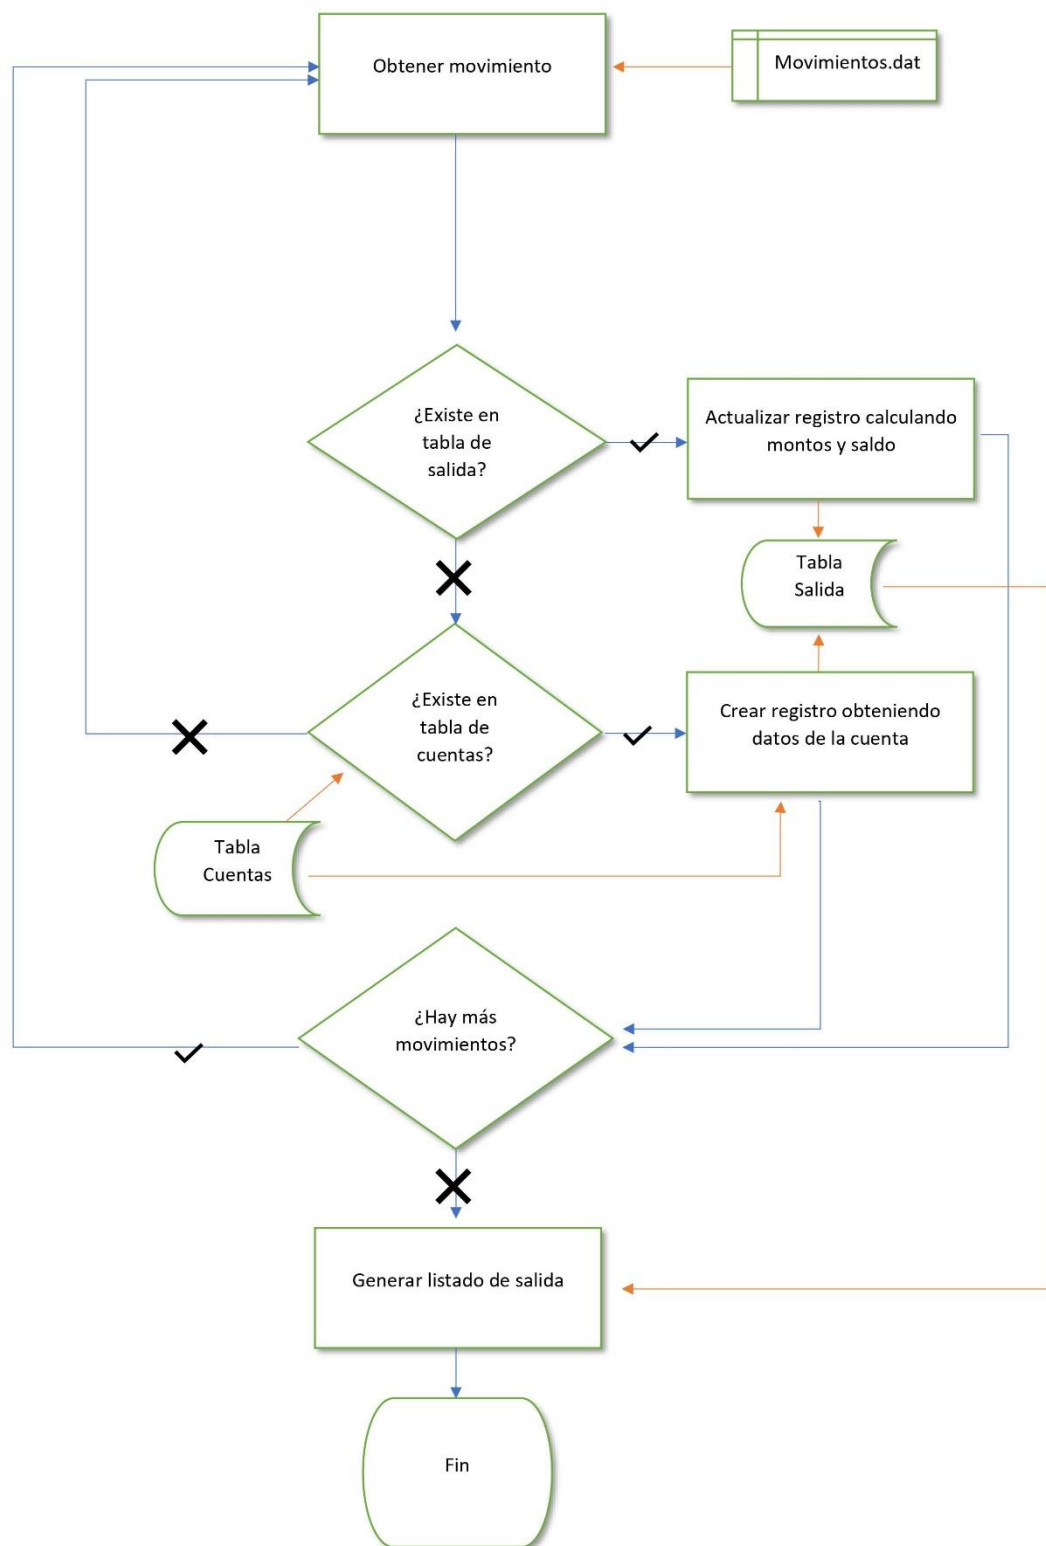 Obtener movimiento
Movimientos.dat
¿Existe en
tabla de
salida?
Actualizar registro calculando
montos y saldo
Tabla
Salida
¿Existe en
tabla de
cuentas?
Crear registro obteniendo
datos de la cuenta
Tabla
Cuentas
¿Hay más
movimientos?
Generar listado de salida
Fin